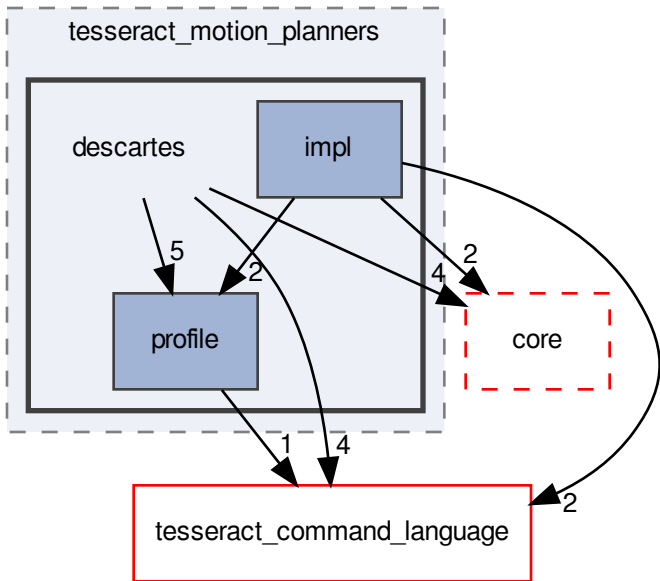 tesseract_motion_planners
descartes
impl
5
2
2
4
profile
core
1
4
2
tesseract_command_language